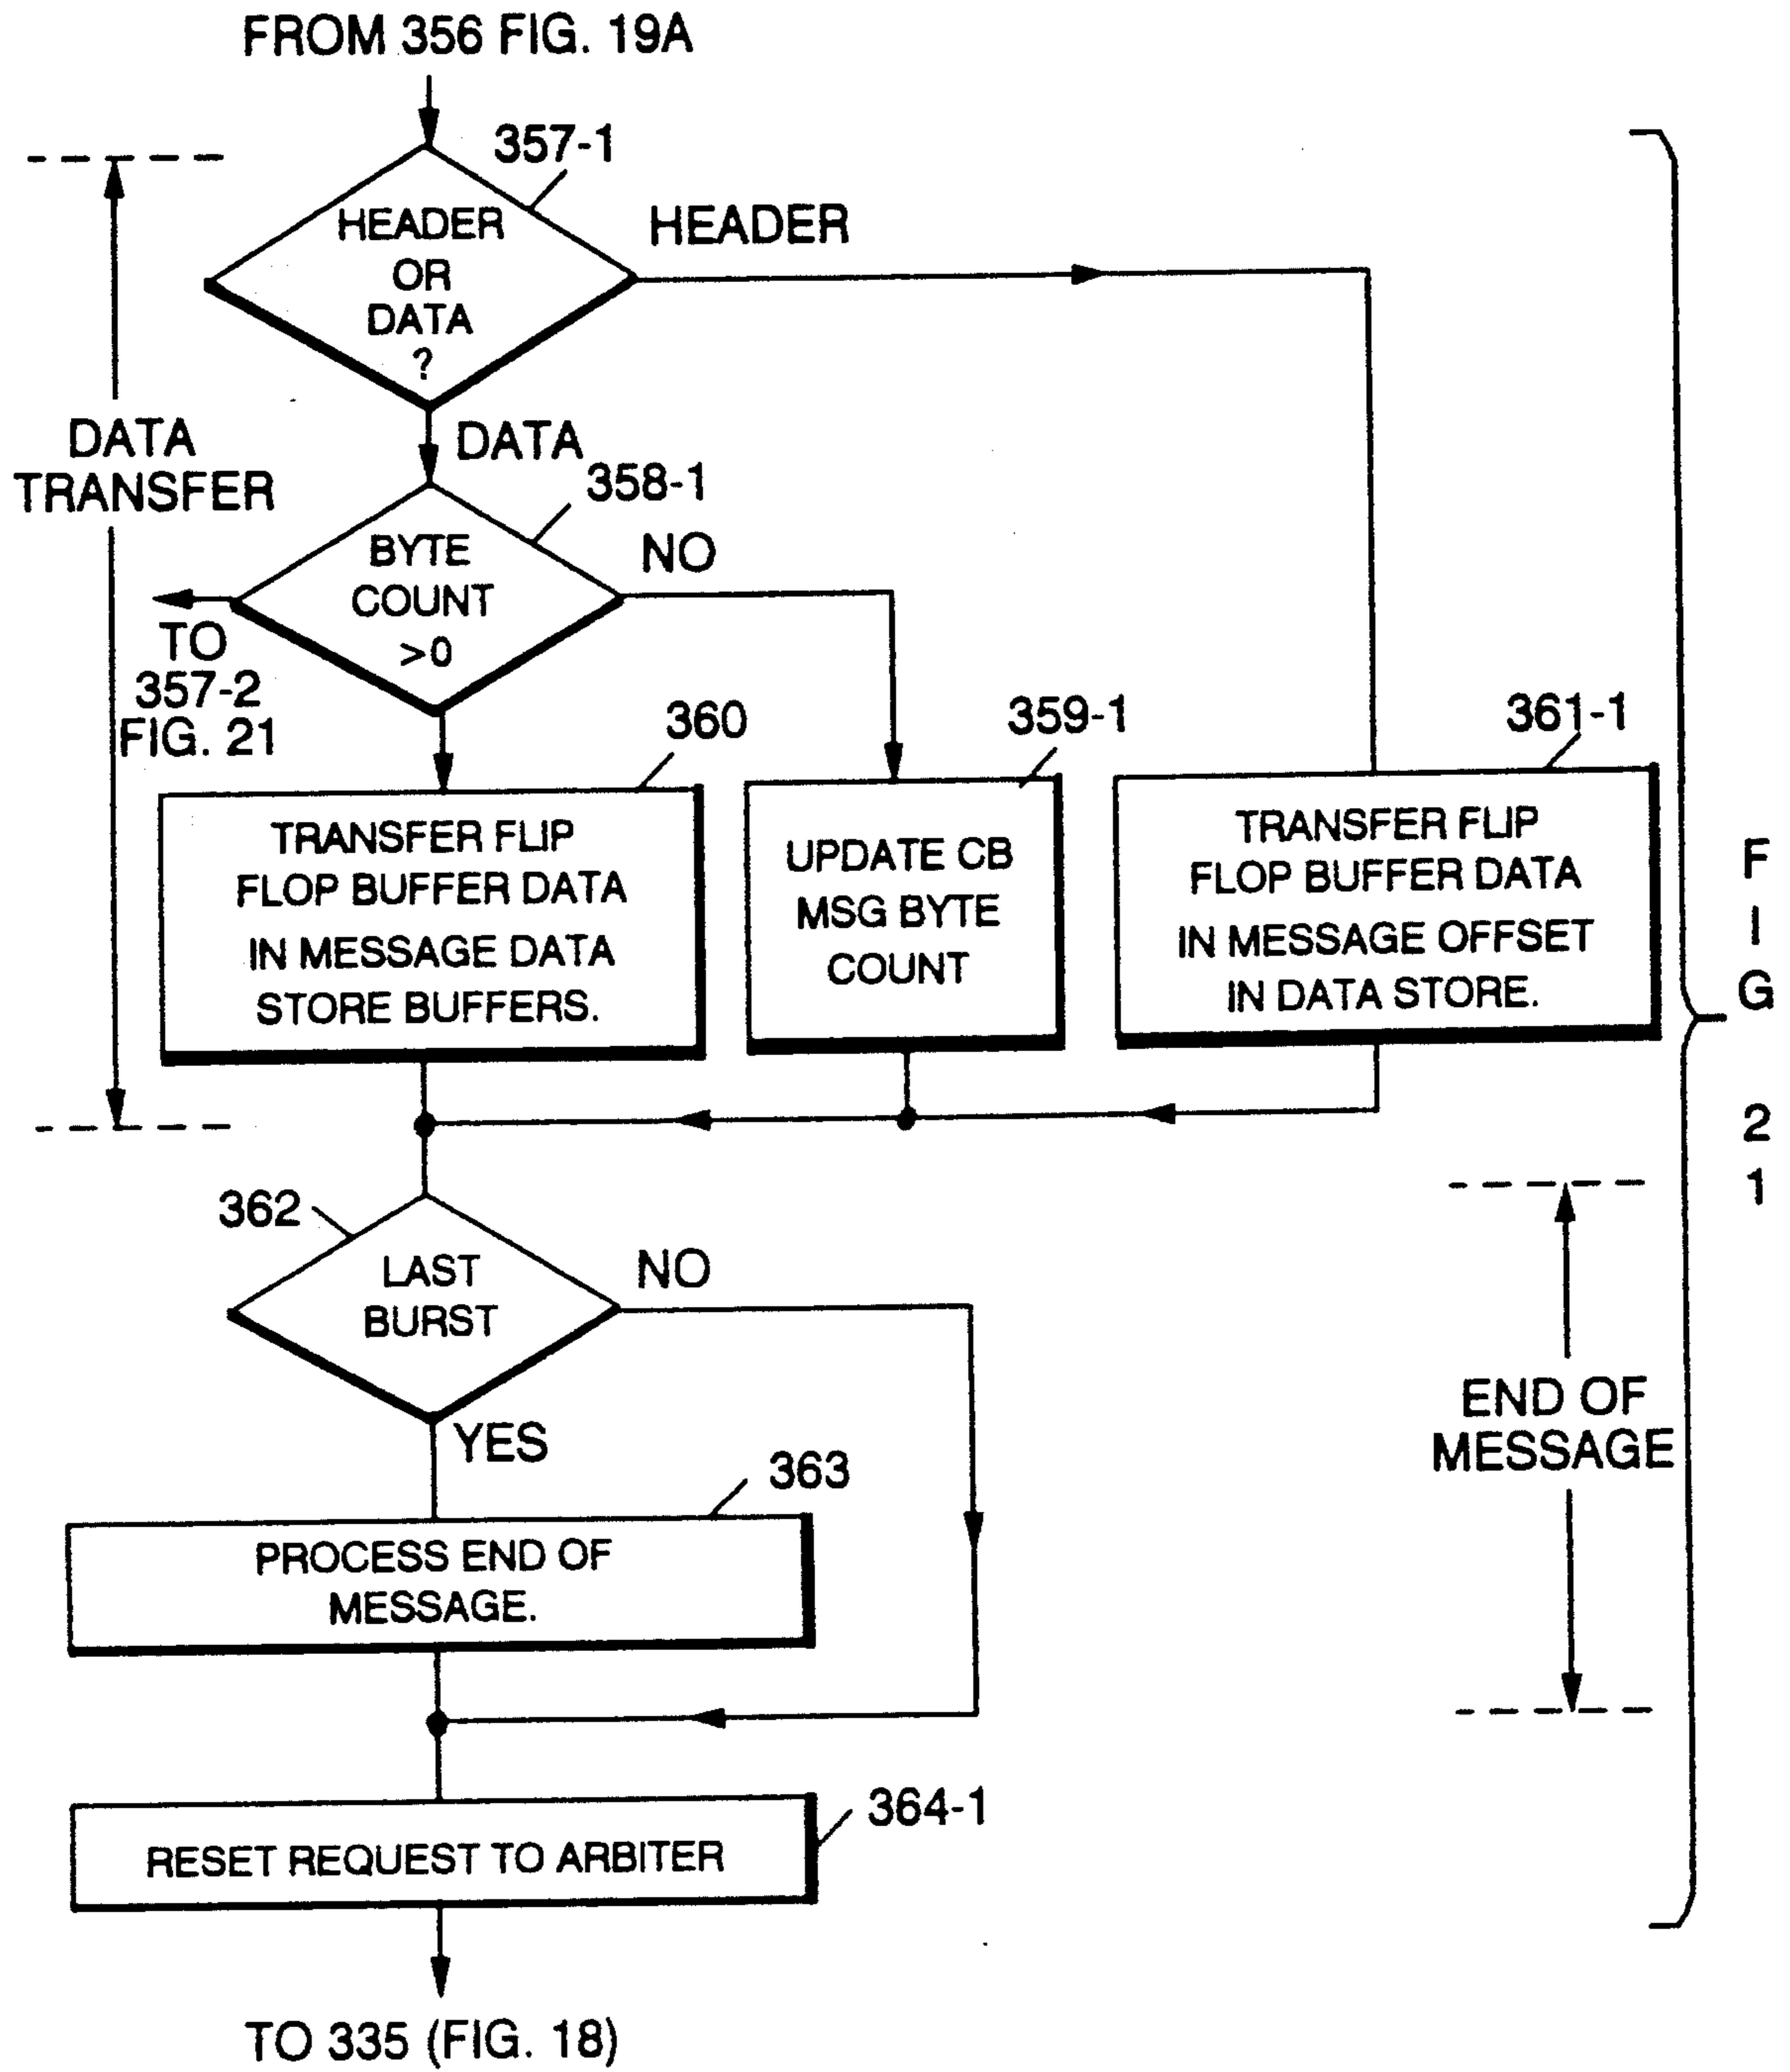 FROM 356 FIG. 19A
357-1
HEADER
OR
DATA
?
HEADER
DATA
TRANSFER
DATA
358-1
BYTE
COUNT
>0
NO
TO
357-2
FIG. 21
360
359-1
361-1
TRANSFER FLIP
FLOP BUFFER DATA
IN MESSAGE DATA
STORE BUFFERS.
UPDATE CB
MSG BYTE
COUNT
TRANSFER FLIP
FLOP BUFFER DATA
IN MESSAGE OFFSET
IN DATA STORE.
F
I
G
2
1
362
LAST
BURST
NO
YES
END OF
MESSAGE
363
PROCESS END OF
MESSAGE.
364-1
RESET REQUEST TO ARBITER
TO 335 (FIG. 18)